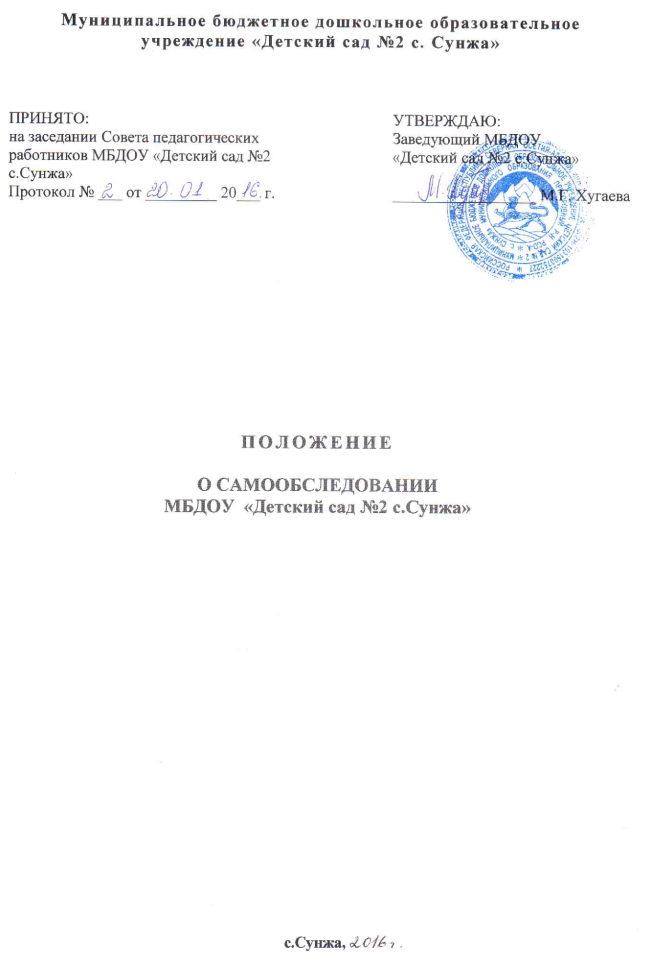 Муниципальное бюджетное дошкольное образовательное
учреждение «Детский сад №2 с. Сунжа»
ПРИНЯТО:
на заседании Совета педагогических
работников МБДОУ «Детский сад №2
с.Сунжа»
Протокол № 2 от 20.01 2016 г.
УТВЕРЖДАЮ:
Заведующий МБДОУ
«Детский сад №2 с.Сунжа»
М.Г. Хугаева
ПОЛОЖЕНИЕ
О САМООБСЛЕДОВАНИИ
МБДОУ «Детский сад №2 с.Сунжа»
с.Сунжа, 2016 г.